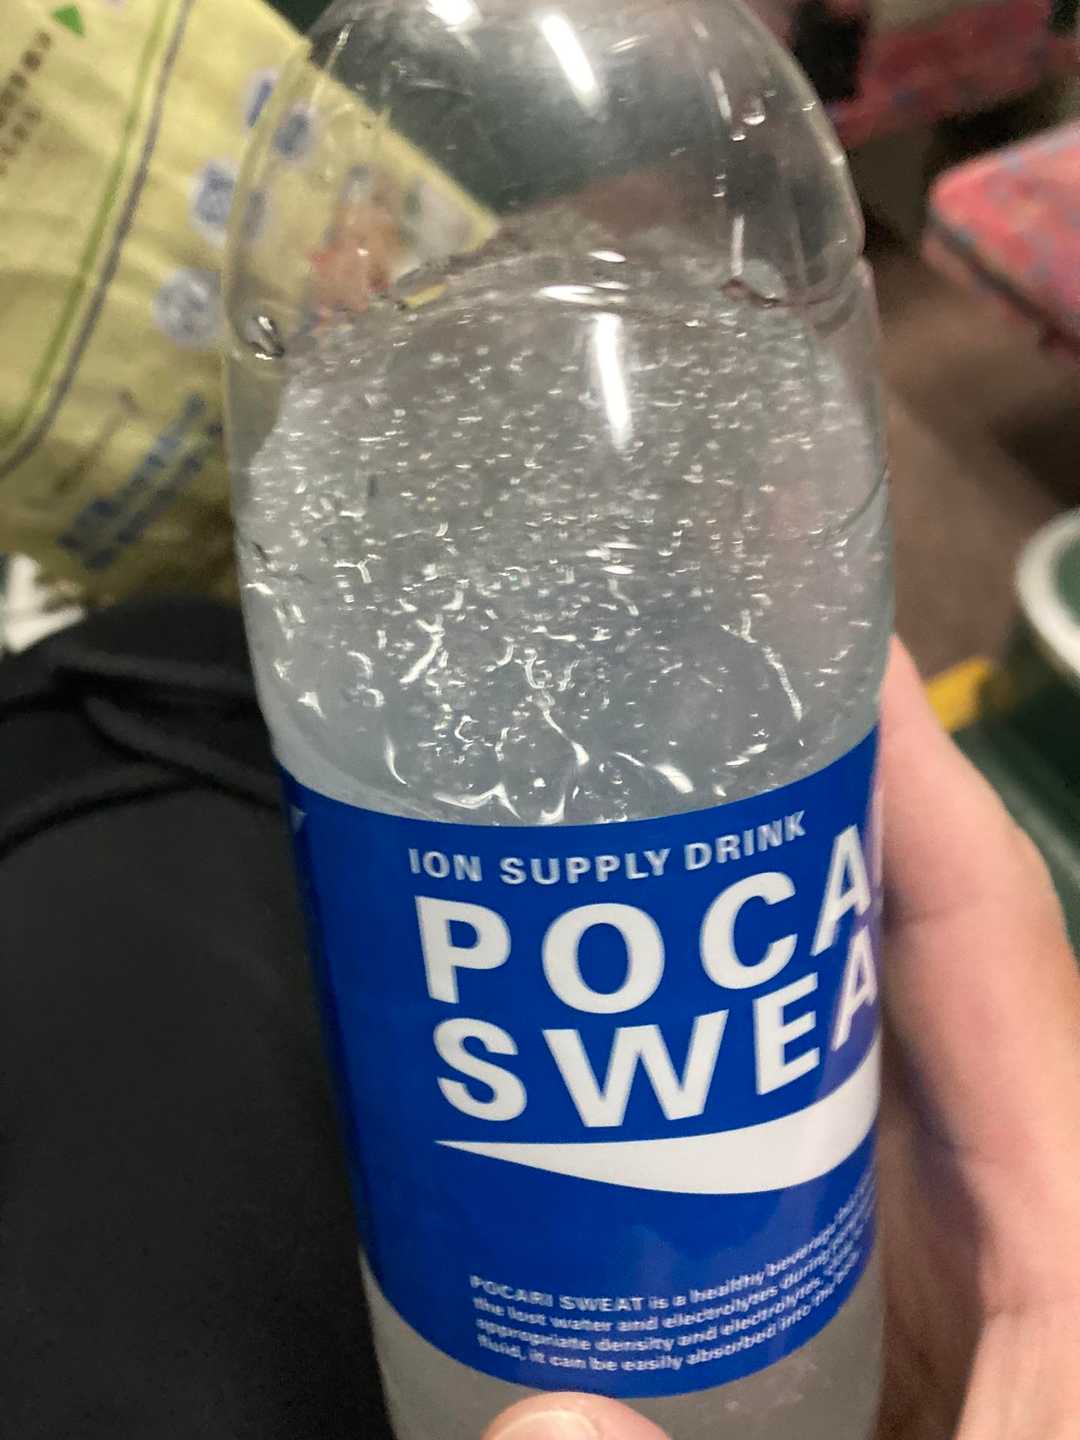 ION SUPPLY DRINK
POCA
SWEA
POCARI SWEAT is a healthy beverage
the lost water and electrolytes during
appropriate density and electrolytes,
fluid, it can be easily absorbed into